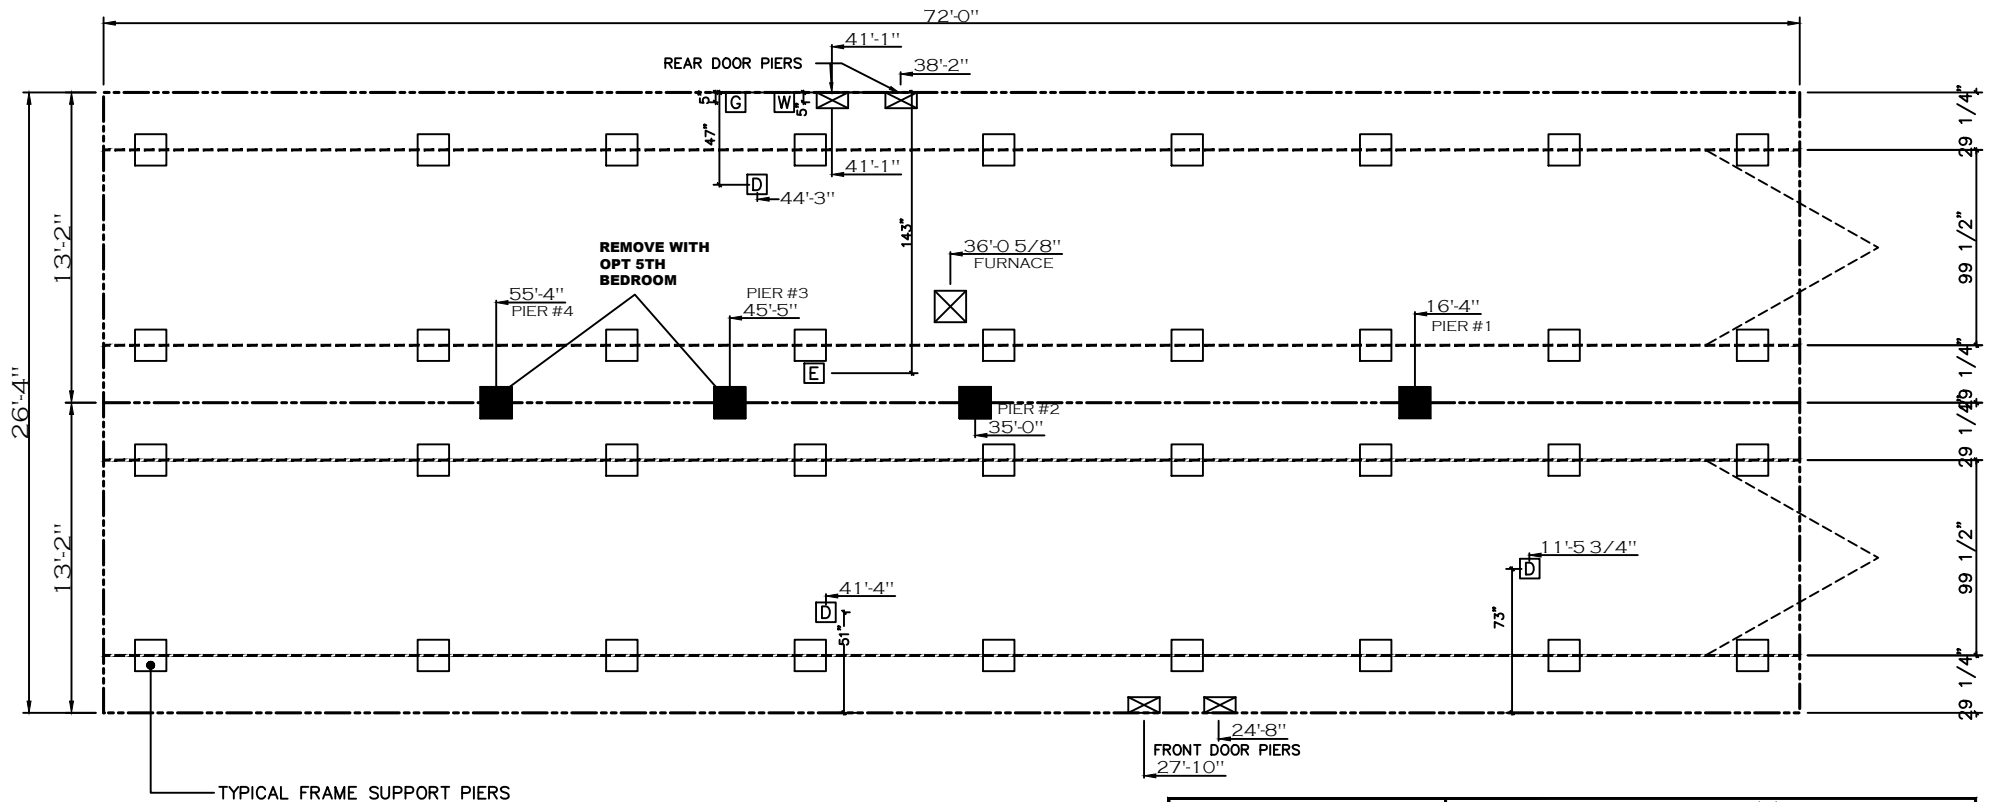 72'-0"
41'-1"
REAR DOOR PIERS
38'-2"
5"
G
W
5"
29 1/4"
47"
41'-1"
D
44'-3"
13'-2"
143"
99 1/2"
REMOVE WITH
OPT 5TH
BEDROOM
36'-0 5/8"
FURNACE
55'-4"
PIER #4
PIER #3
45'-5"
16'-4"
PIER #1
E
29 1/4"
26'-4"
PIER #2
35'-0"
29 1/4"
13'-2"
99 1/2"
11'-5 3/4"
D
41'-4"
D
51"
73"
29 1/4"
24'-8"
FRONT DOOR PIERS
27'-10"
TYPICAL FRAME SUPPORT PIERS